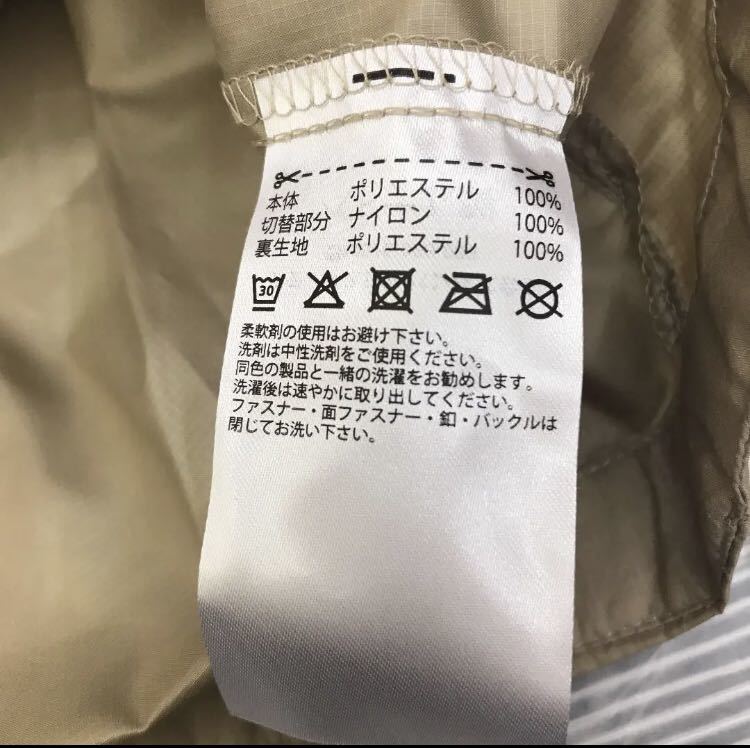 本体 ポリエステル 100%
切替部分 ナイロン 100%
裏生地 ポリエステル 100%
30
柔軟剤の使用はお避け下さい。
洗剤は中性洗剤をご使用ください。
同色の製品と一緒の洗濯をお勧めします。
洗濯後は速やかに取り出してください。
ファスナー・面ファスナー・釦・バックルは
閉じてお洗い下さい。